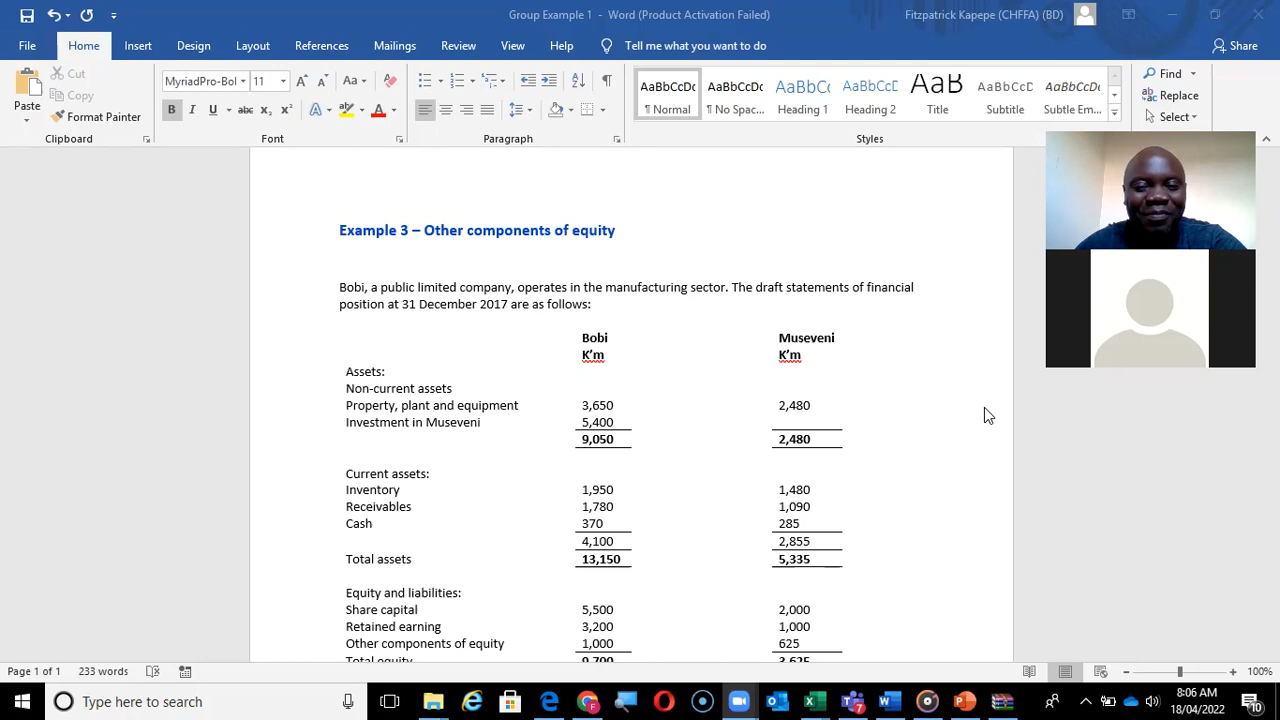 Group Example 1 - Word (Product Activation Failed)
Fitzpatrick Kapepe (CHFFA) (BD)
File Home Insert Design Layout References Mailings Review View Help Tell me what you want to do Share
Paste
Cut
Copy
Format Painter
Clipboard
MyriadPro-Bol 11
Font
Paragraph
AaBbCcDc AaBbCcDc AaBbCc AaBbCcD AaB AaBbCcD AaBbCcDc
¶ Normal ¶ No Spac... Heading 1 Heading 2 Title Subtitle Subtle Em...
Styles
Find
Replace
Select
Example 3 – Other components of equity
Bobi, a public limited company, operates in the manufacturing sector. The draft statements of financial
position at 31 December 2017 are as follows:
Bobi Museveni
K'm K'm
Assets:
Non-current assets
Property, plant and equipment 3,650 2,480
Investment in Museveni 5,400
9,050 2,480
Current assets:
Inventory 1,950 1,480
Receivables 1,780 1,090
Cash 370 285
4,100 2,855
Total assets 13,150 5,335
Equity and liabilities:
Share capital 5,500 2,000
Retained earning 3,200 1,000
Other components of equity 1,000 625
Total equity 9,700 3,625
Page 1 of 1 233 words 100%
Type here to search
8:06 AM
18/04/2022
10